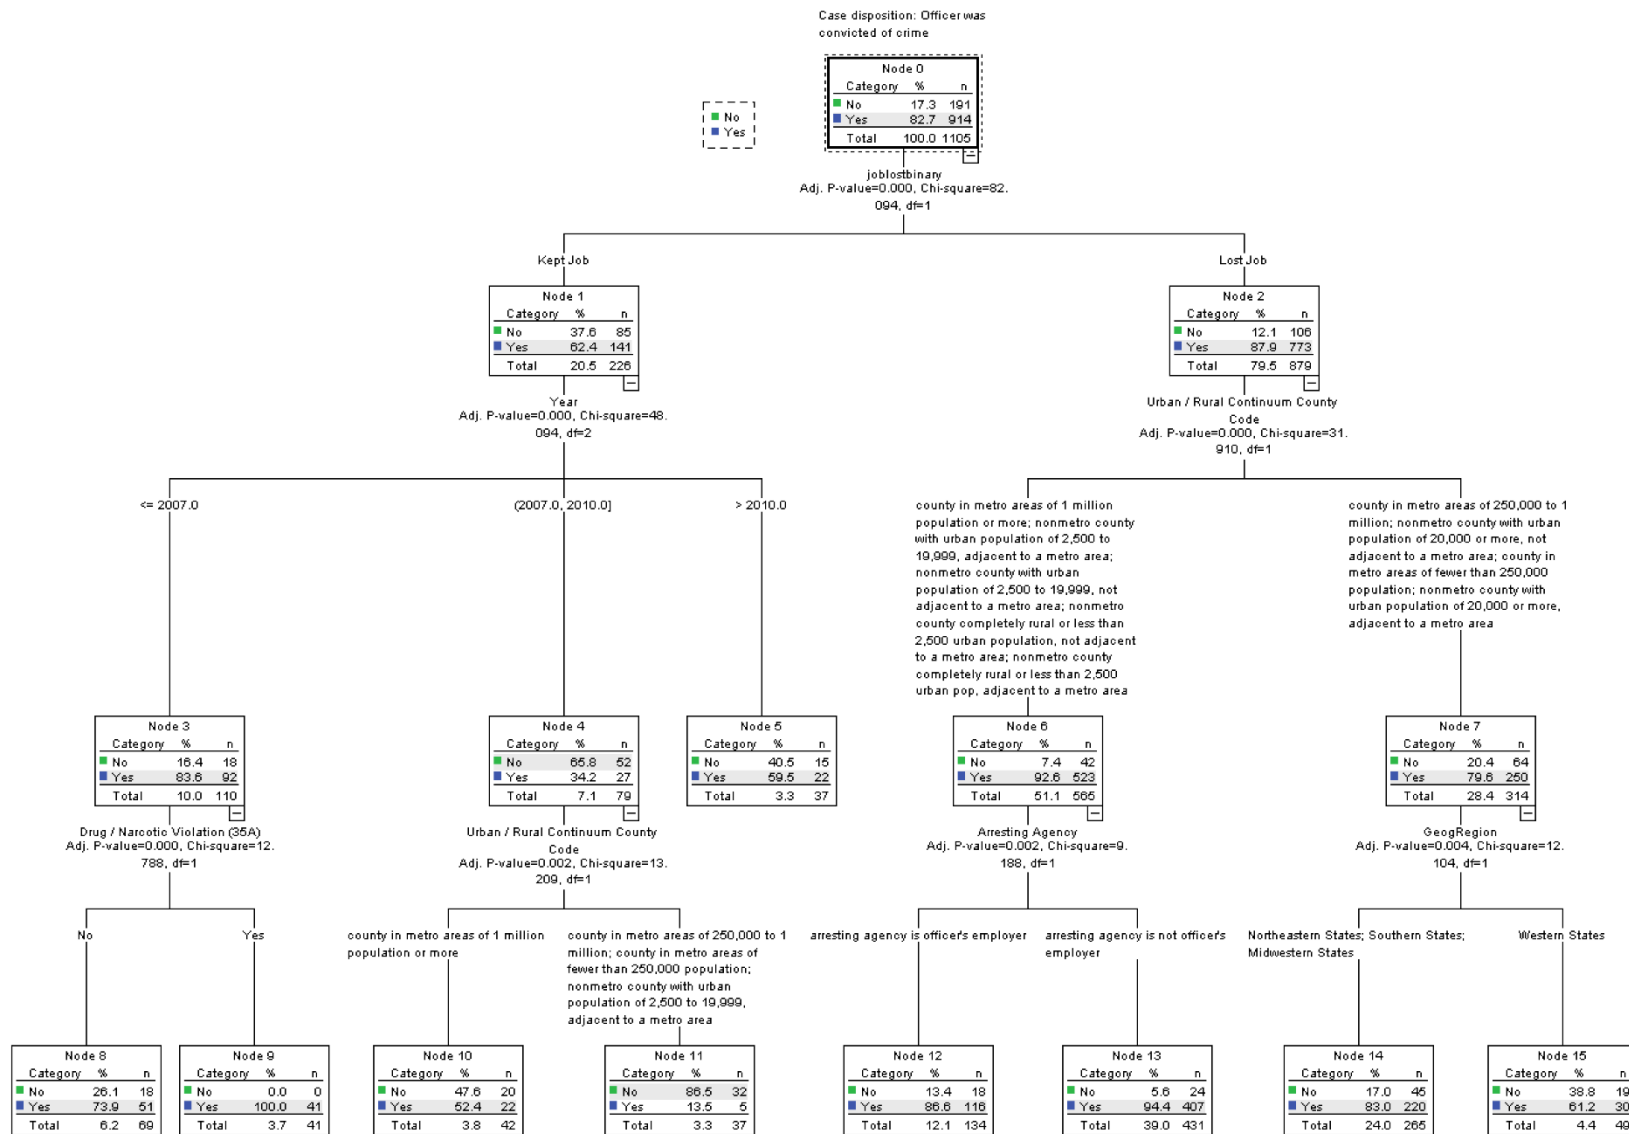 Case disposition: Officer was
convicted of crime
No
Yes
Node 0
Category % n
No 17.3 191
Yes 82.7 914
Total 100.0 1105
joblostbinary
Adj. P-value=0.000, Chi-square=82.
094, df=1
Kept Job
Lost Job
Node 1
Category % n
No 37.6 85
Yes 62.4 141
Total 20.5 226
Node 2
Category % n
No 12.1 106
Yes 87.9 773
Total 79.5 879
Year
Adj. P-value=0.000, Chi-square=48.
094, df=2
Urban / Rural Continuum County
Code
Adj. P-value=0.000, Chi-square=31.
910, df=1
<= 2007.0
(2007.0, 2010.0]
> 2010.0
county in metro areas of 1 million
population or more; nonmetro county
with urban population of 2,500 to
19,999, adjacent to a metro area;
nonmetro county with urban
population of 2,500 to 19,999, not
adjacent to a metro area; nonmetro
county completely rural or less than
2,500 urban population, not adjacent
to a metro area; nonmetro county
completely rural or less than 2,500
urban pop, adjacent to a metro area
county in metro areas of 250,000 to 1
million; nonmetro county with urban
population of 20,000 or more, not
adjacent to a metro area; county in
metro areas of fewer than 250,000
population; nonmetro county with
urban population of 20,000 or more,
adjacent to a metro area
Node 3
Category % n
No 16.4 18
Yes 83.6 92
Total 10.0 110
Node 4
Category % n
No 65.8 52
Yes 34.2 27
Total 7.1 79
Node 5
Category % n
No 40.5 15
Yes 59.5 22
Total 3.3 37
Node 6
Category % n
No 7.4 42
Yes 92.6 523
Total 51.1 565
Node 7
Category % n
No 20.4 64
Yes 79.6 250
Total 28.4 314
Drug / Narcotic Violation (35A)
Adj. P-value=0.000, Chi-square=12.
788, df=1
Urban / Rural Continuum County
Code
Adj. P-value=0.002, Chi-square=13.
209, df=1
Arresting Agency
Adj. P-value=0.002, Chi-square=9.
188, df=1
GeogRegion
Adj. P-value=0.004, Chi-square=12.
104, df=1
No
Yes
county in metro areas of 1 million
population or more
county in metro areas of 250,000 to 1
million; county in metro areas of
fewer than 250,000 population;
nonmetro county with urban
population of 2,500 to 19,999,
adjacent to a metro area
arresting agency is officer's employer
arresting agency is not officer's
employer
Northeastern States; Southern States;
Midwestern States
Western States
Node 8
Category % n
No 26.1 18
Yes 73.9 51
Total 6.2 69
Node 9
Category % n
No 0.0 0
Yes 100.0 41
Total 3.7 41
Node 10
Category % n
No 47.6 20
Yes 52.4 22
Total 3.8 42
Node 11
Category % n
No 86.5 32
Yes 13.5 5
Total 3.3 37
Node 12
Category % n
No 13.4 18
Yes 86.6 116
Total 12.1 134
Node 13
Category % n
No 5.6 24
Yes 94.4 407
Total 39.0 431
Node 14
Category % n
No 17.0 45
Yes 83.0 220
Total 24.0 265
Node 15
Category % n
No 38.8 19
Yes 61.2 30
Total 4.4 49